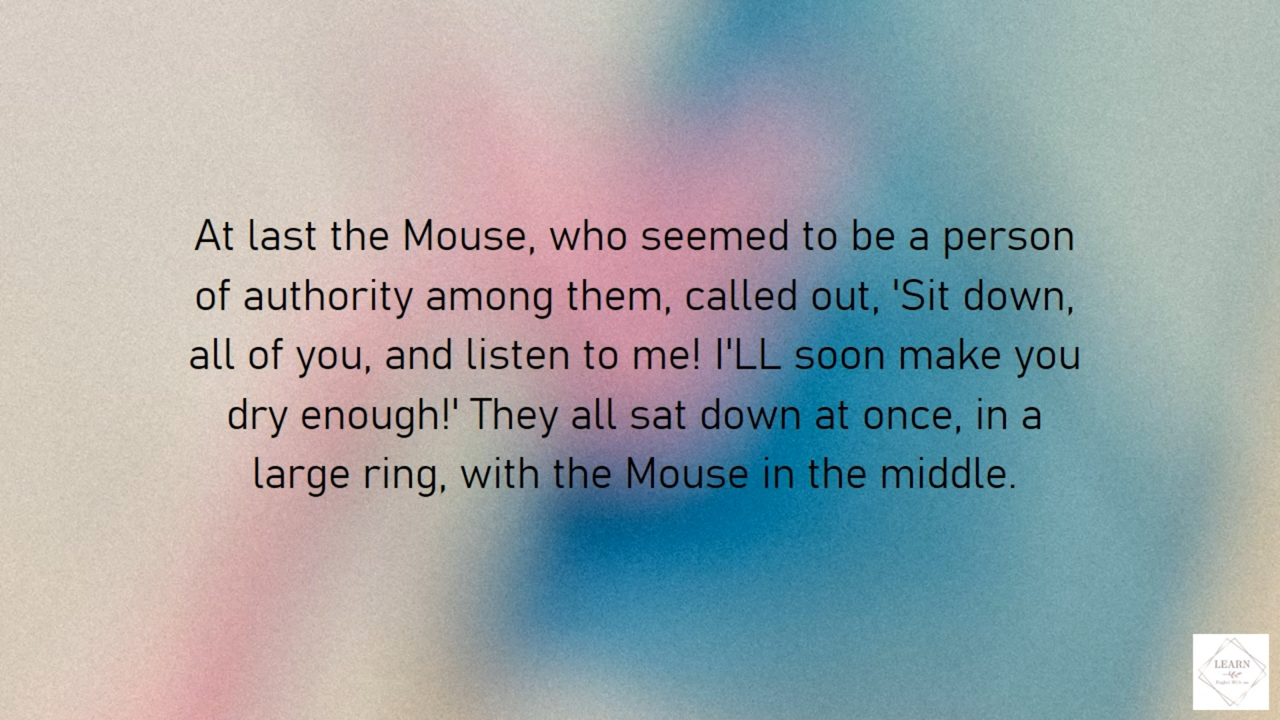 At last the Mouse, who seemed to be a person
of authority among them, called out, 'Sit down,
all of you, and listen to me! I'LL soon make you
dry enough!' They all sat down at once, in a
large ring, with the Mouse in the middle.
LEARN